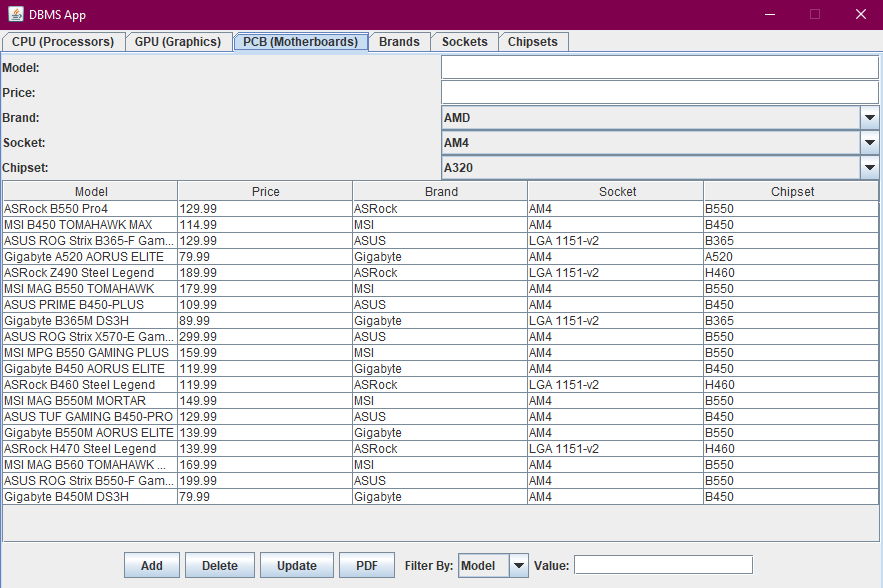 DBMS App
CPU (Processors) GPU (Graphics) PCB (Motherboards) Brands Sockets Chipsets
Model:
Price:
Brand: AMD
Socket: AM4
Chipset: A320
Model Price Brand Socket Chipset
ASRock B550 Pro4 129.99 ASRock AM4 B550
MSI B450 TOMAHAWK MAX 114.99 MSI AM4 B450
ASUS ROG Strix B365-F Gam... 129.99 ASUS LGA 1151-v2 B365
Gigabyte A520 AORUS ELITE 79.99 Gigabyte AM4 A520
ASRock Z490 Steel Legend 189.99 ASRock LGA 1151-v2 H460
MSI MAG B550 TOMAHAWK 179.99 MSI AM4 B550
ASUS PRIME B450-PLUS 109.99 ASUS AM4 B450
Gigabyte B365M DS3H 89.99 Gigabyte LGA 1151-v2 B365
ASUS ROG Strix X570-E Gam... 299.99 ASUS AM4 B550
MSI MPG B550 GAMING PLUS 159.99 MSI AM4 B550
Gigabyte B450 AORUS ELITE 119.99 Gigabyte AM4 B450
ASRock B460 Steel Legend 119.99 ASRock LGA 1151-v2 H460
MSI MAG B550M MORTAR 149.99 MSI AM4 B550
ASUS TUF GAMING B450-PRO 129.99 ASUS AM4 B450
Gigabyte B550M AORUS ELITE 139.99 Gigabyte AM4 B550
ASRock H470 Steel Legend 139.99 ASRock LGA 1151-v2 H460
MSI MAG B560 TOMAHAWK ... 169.99 MSI AM4 B550
ASUS ROG Strix B550-F Gam... 199.99 ASUS AM4 B550
Gigabyte B450M DS3H 79.99 Gigabyte AM4 B450
Add Delete Update PDF Filter By: Model Value: